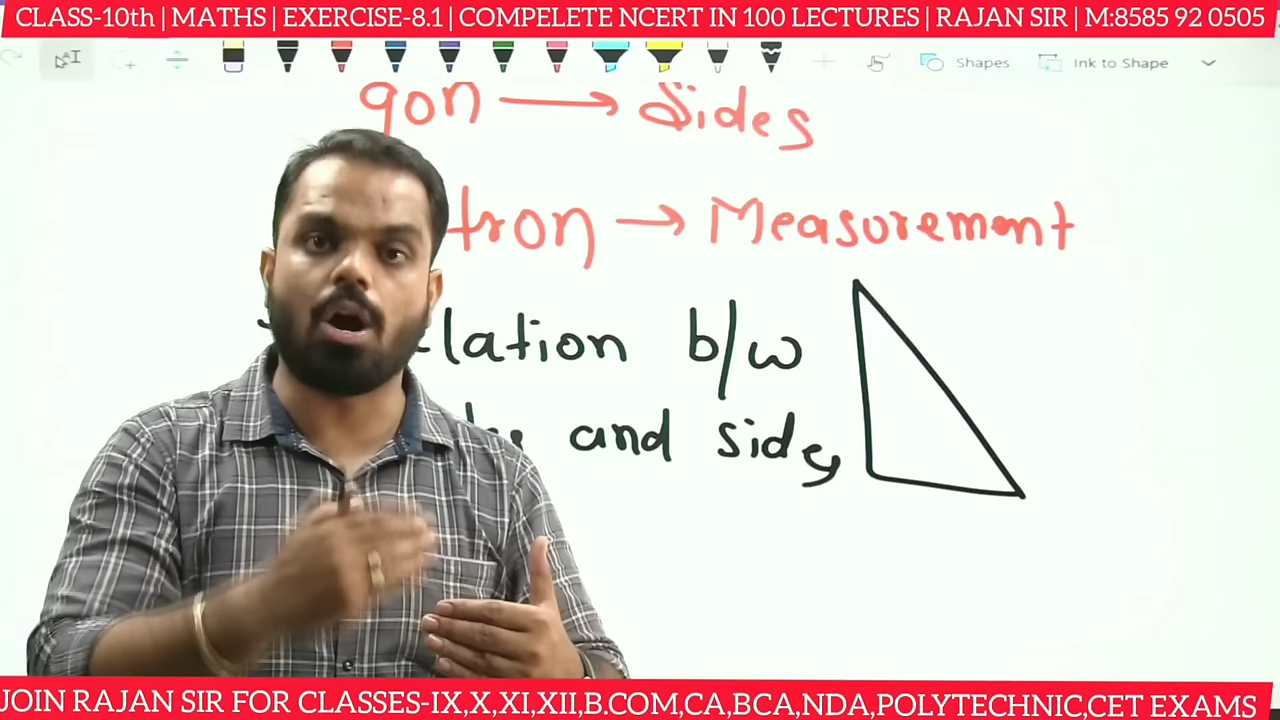 CLASS-10th | MATHS | EXERCISE-8.1 | COMPELETE NCERT IN 100 LECTURES | RAJAN SIR | M:8585 92 0505
Shapes
Ink to Shape
gon → Sides
tron → Measurement
lation b/w
and sides
JOIN RAJAN SIR FOR CLASSES-IX,X,XI,XII,B.COM,CA,BCA,NDA,POLYTECHNIC,CET EXAMS